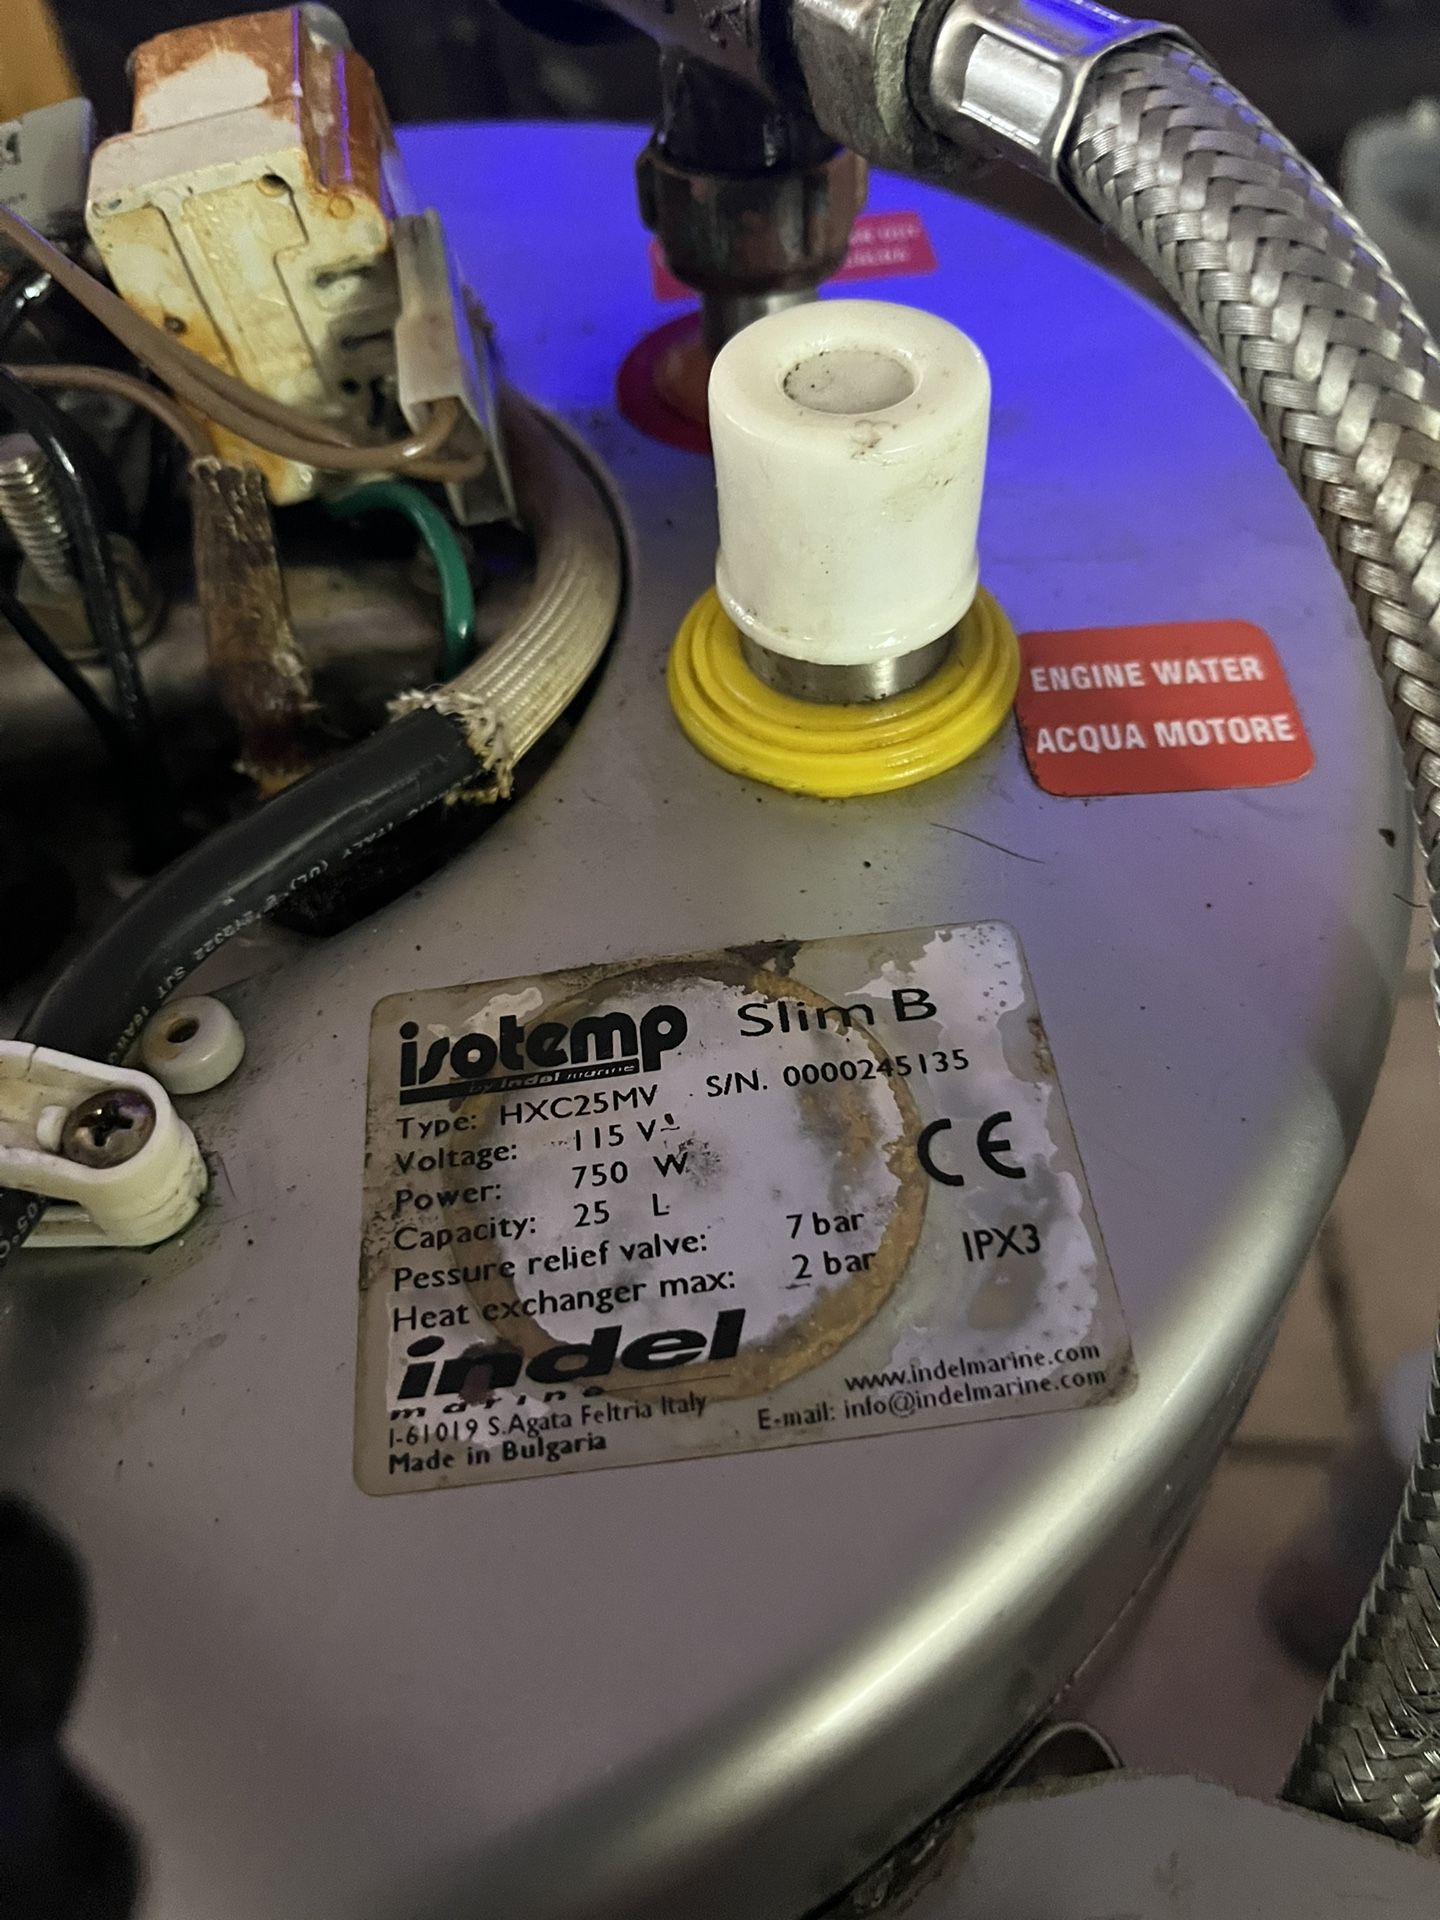 ENGINE WATER
ACQUA MOTORE
isotemp Slim B
by indel marine
Type: HXC25MV S/N. 0000245135
Voltage: 115 V~
Power: 750 W
Capacity: 25 L
Pessure relief valve: 7 bar
Heat exchanger max: 2 bar
CE
IPX3
indel
marine
I-61019 S.Agata Feltria Italy
Made in Bulgaria
www.indelmarine.com
E-mail: info@indelmarine.com